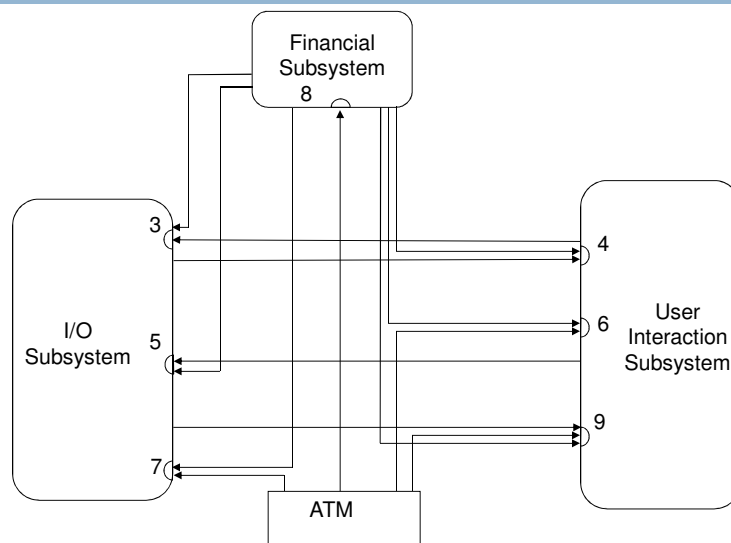 Financial
Subsystem
8
3
4
I/O
Subsystem
5
6
User
Interaction
Subsystem
9
7
ATM